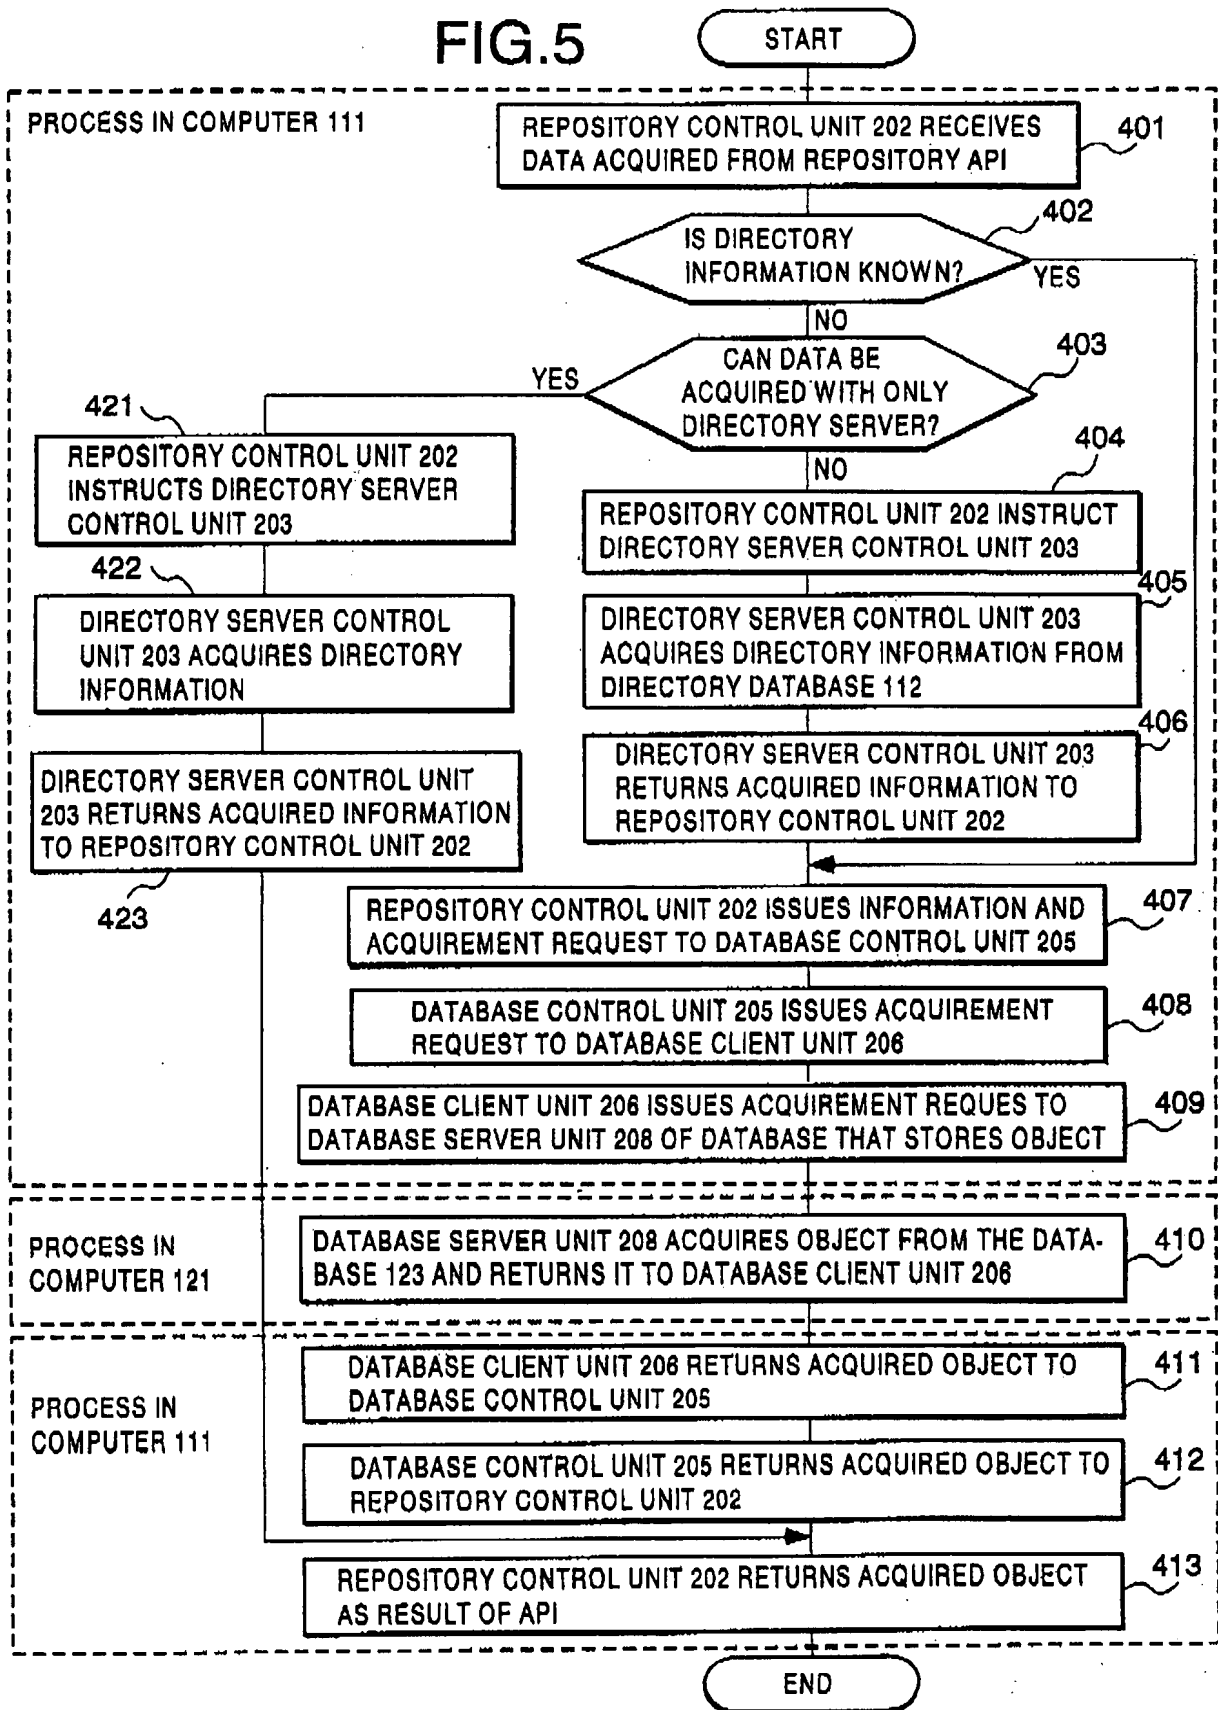 FIG.5
START
PROCESS IN COMPUTER 111
REPOSITORY CONTROL UNIT 202 RECEIVES
DATA ACQUIRED FROM REPOSITORY API
401
402
IS DIRECTORY
INFORMATION KNOWN?
YES
NO
403
CAN DATA BE
ACQUIRED WITH ONLY
DIRECTORY SERVER?
YES
NO
421
REPOSITORY CONTROL UNIT 202
INSTRUCTS DIRECTORY SERVER
CONTROL UNIT 203
404
REPOSITORY CONTROL UNIT 202 INSTRUCT
DIRECTORY SERVER CONTROL UNIT 203
422
DIRECTORY SERVER CONTROL
UNIT 203 ACQUIRES DIRECTORY
INFORMATION
405
DIRECTORY SERVER CONTROL UNIT 203
ACQUIRES DIRECTORY INFORMATION FROM
DIRECTORY DATABASE 112
406
DIRECTORY SERVER CONTROL UNIT 203
RETURNS ACQUIRED INFORMATION TO
REPOSITORY CONTROL UNIT 202
DIRECTORY SERVER CONTROL UNIT
203 RETURNS ACQUIRED INFORMATION
TO REPOSITORY CONTROL UNIT 202
423
REPOSITORY CONTROL UNIT 202 ISSUES INFORMATION AND
ACQUIREMENT REQUEST TO DATABASE CONTROL UNIT 205
407
DATABASE CONTROL UNIT 205 ISSUES ACQUIREMENT
REQUEST TO DATABASE CLIENT UNIT 206
408
DATABASE CLIENT UNIT 206 ISSUES ACQUIREMENT REQUES TO
DATABASE SERVER UNIT 208 OF DATABASE THAT STORES OBJECT
409
PROCESS IN
COMPUTER 121
DATABASE SERVER UNIT 208 ACQUIRES OBJECT FROM THE DATA-
BASE 123 AND RETURNS IT TO DATABASE CLIENT UNIT 206
410
PROCESS IN
COMPUTER 111
DATABASE CLIENT UNIT 206 RETURNS ACQUIRED OBJECT TO
DATABASE CONTROL UNIT 205
411
DATABASE CONTROL UNIT 205 RETURNS ACQUIRED OBJECT TO
REPOSITORY CONTROL UNIT 202
412
REPOSITORY CONTROL UNIT 202 RETURNS ACQUIRED OBJECT
AS RESULT OF API
413
END